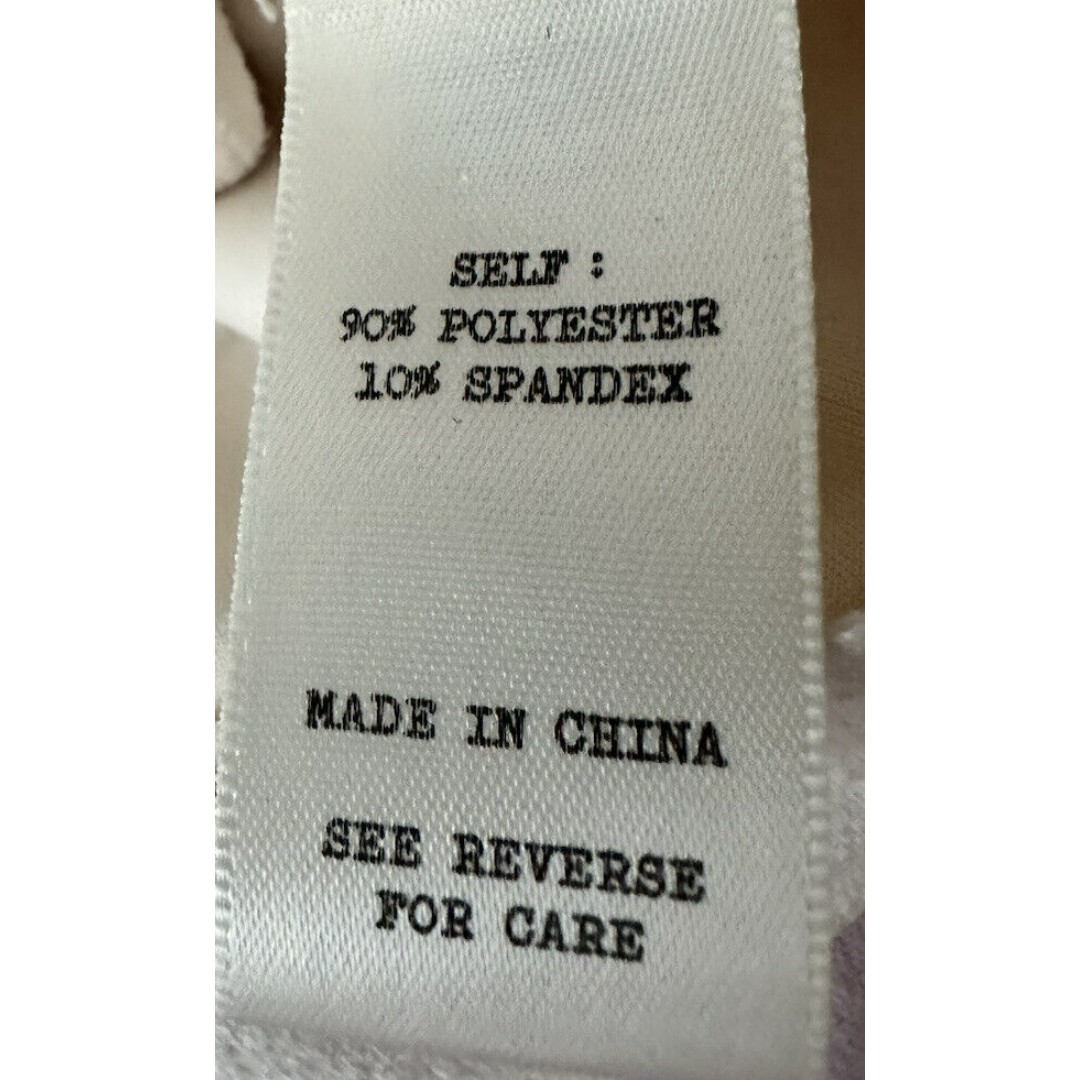 SELF :
90% POLYESTER
10% SPANDEX
MADE IN CHINA
SEE REVERSE
FOR CARE